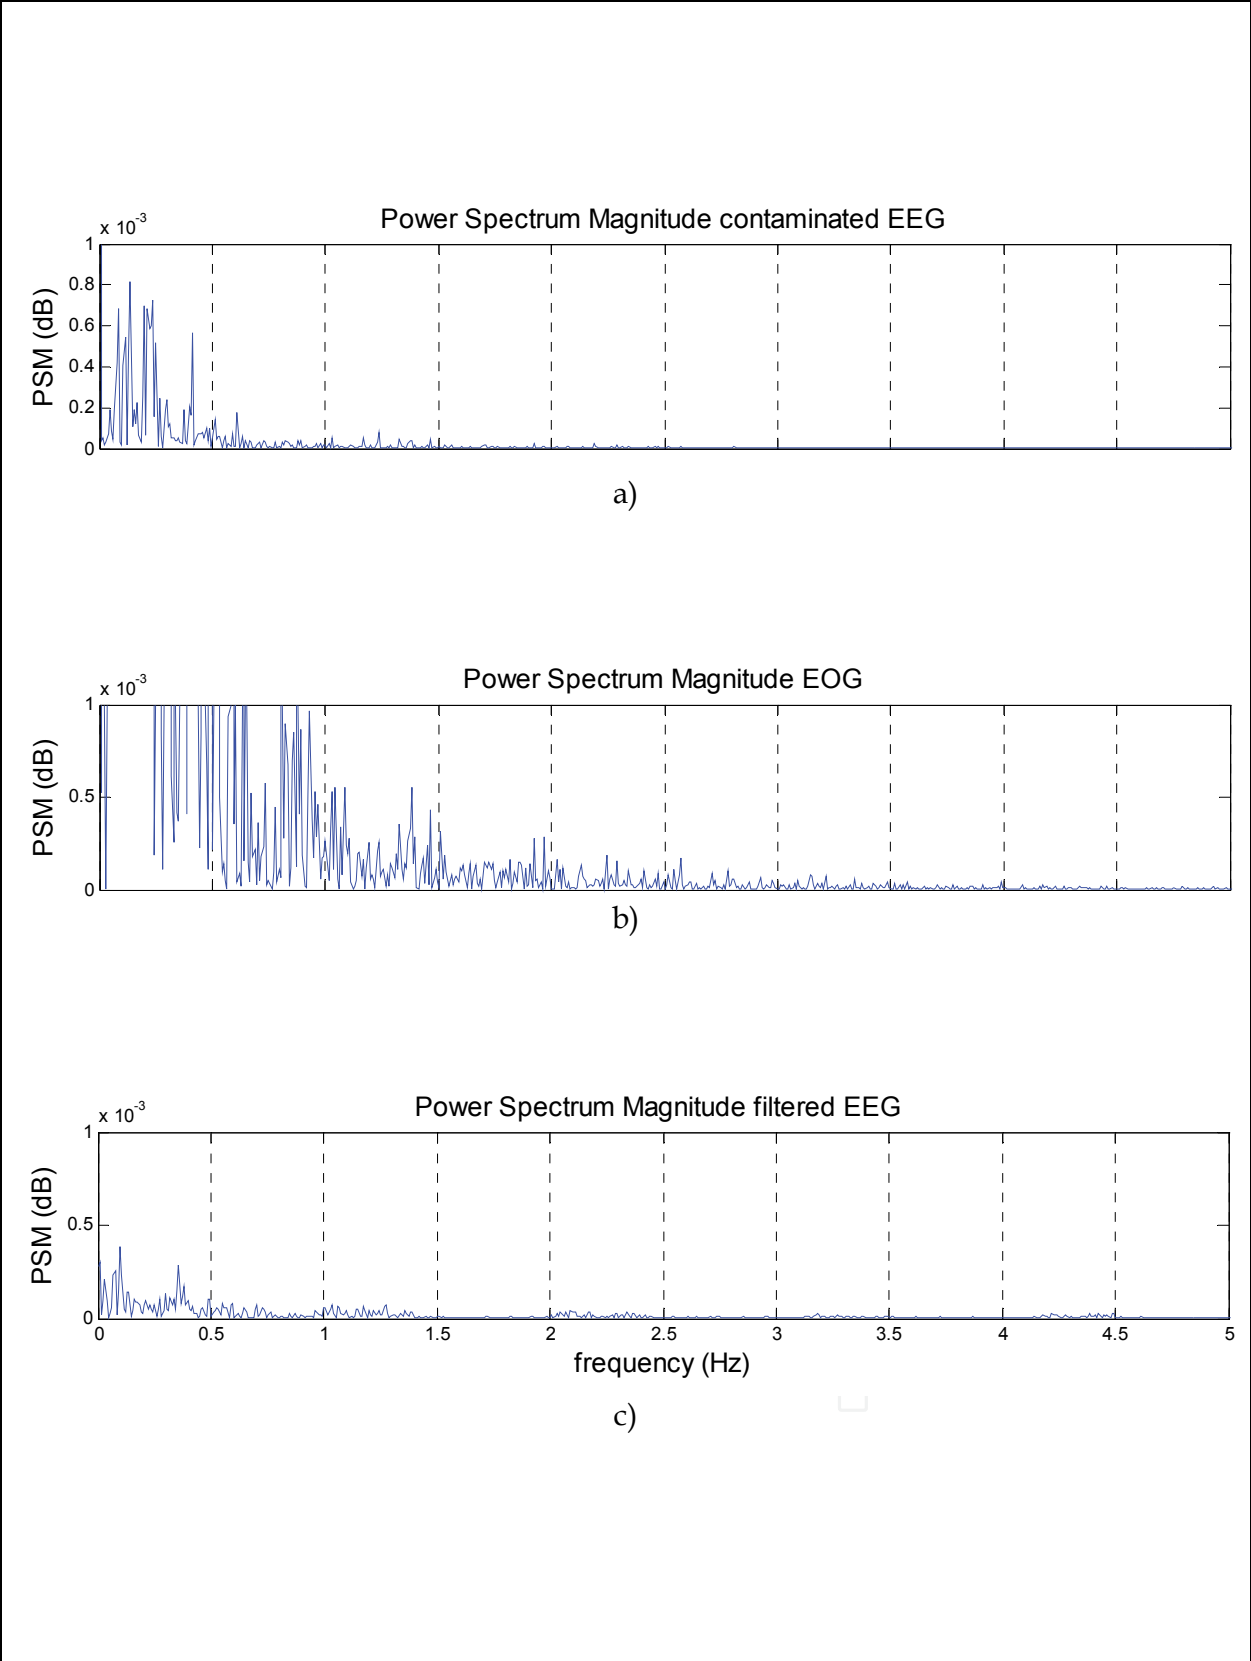 Power Spectrum Magnitude contaminated EEG
x 10-3
PSM (dB)
1
0.8
0.6
0.4
0.2
0
a)
Power Spectrum Magnitude EOG
x 10-3
PSM (dB)
1
0.5
0
b)
Power Spectrum Magnitude filtered EEG
x 10-3
PSM (dB)
1
0.5
0
0 0.5 1 1.5 2 2.5 3 3.5 4 4.5 5
frequency (Hz)
c)